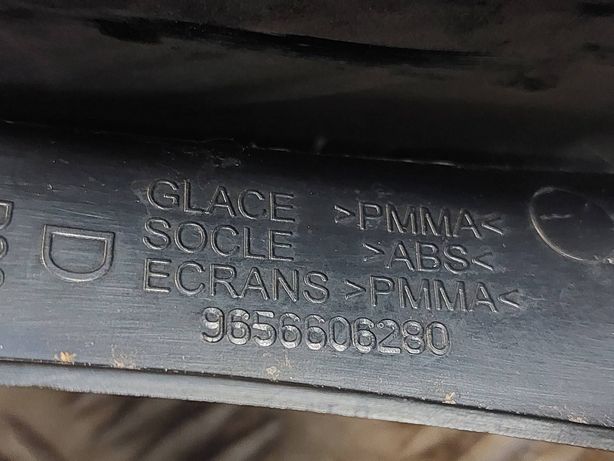 GLACE >PMMA<
SOCLE >ABS<
D
ECRANS >PMMA<
9656606280